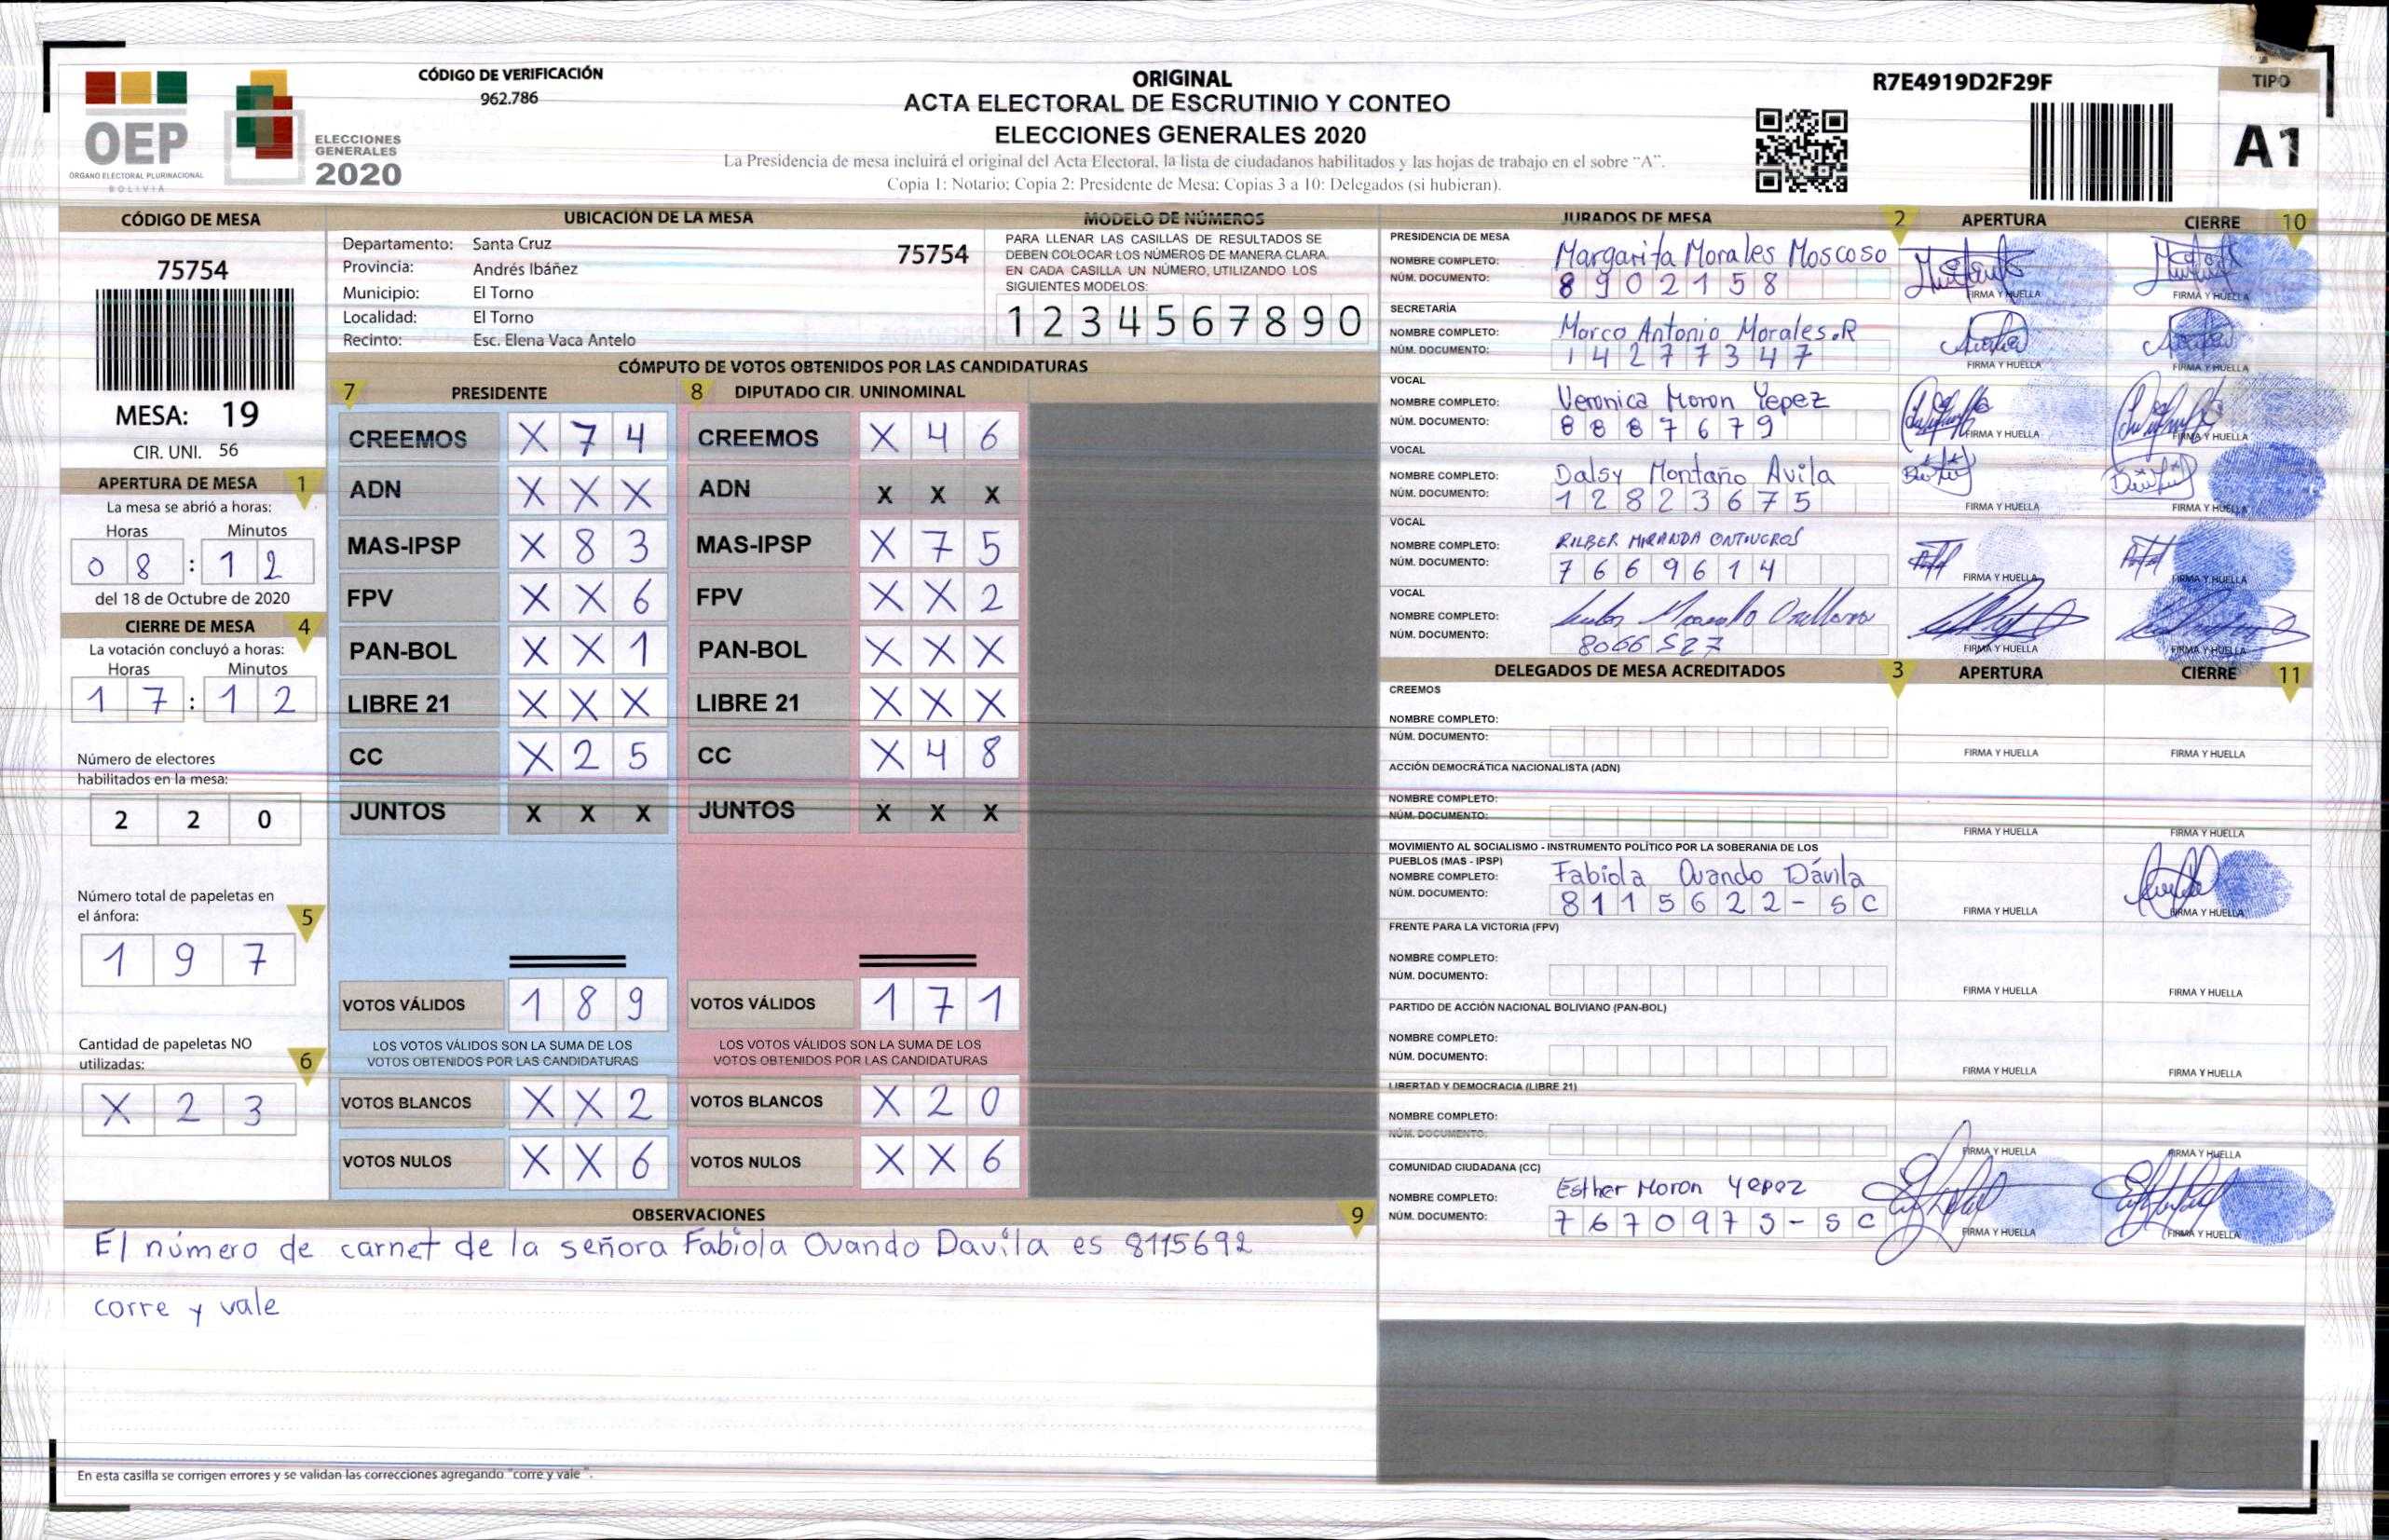 CÓDIGO DE VERIFICACIÓN
962.786
OEP
ÓRGANO ELECTORAL PLURINACIONAL
BOLIVIA
ELECCIONES
GENERALES
2020
ORIGINAL
ACTA ELECTORAL DE ESCRUTINIO Y CONTEO
ELECCIONES GENERALES 2020
La Presidencia de mesa incluirá el original del Acta Electoral, la lista de ciudadanos habilitados y las hojas de trabajo en el sobre "A".
Copia 1: Notario; Copia 2: Presidente de Mesa; Copias 3 a 10: Delegados (si hubieran).
R7E4919D2F29F
TIPO
A1
CÓDIGO DE MESA
75754
MESA: 19
CIR. UNI. 56
APERTURA DE MESA 1
La mesa se abrió a horas:
Horas Minutos
0 8 : 1 2
del 18 de Octubre de 2020
CIERRE DE MESA 4
La votación concluyó a horas:
Horas Minutos
1 7 : 1 2
Número de electores
habilitados en la mesa:
2 2 0
Número total de papeletas en
el ánfora: 5
1 9 7
Cantidad de papeletas NO
utilizadas: 6
X 2 3
UBICACIÓN DE LA MESA
Departamento: Santa Cruz 75754
Provincia: Andrés Ibáñez
Municipio: El Torno
Localidad: El Torno
Recinto: Esc. Elena Vaca Antelo
MODELO DE NÚMEROS
PARA LLENAR LAS CASILLAS DE RESULTADOS SE
DEBEN COLOCAR LOS NÚMEROS DE MANERA CLARA.
EN CADA CASILLA UN NÚMERO, UTILIZANDO LOS
SIGUIENTES MODELOS:
1 2 3 4 5 6 7 8 9 0
CÓMPUTO DE VOTOS OBTENIDOS POR LAS CANDIDATURAS
7 PRESIDENTE 8 DIPUTADO CIR. UNINOMINAL
CREEMOS X 7 4 CREEMOS X 4 6
ADN X X X ADN X X X
MAS-IPSP X 8 3 MAS-IPSP X 7 5
FPV X X 6 FPV X X 2
PAN-BOL X X 1 PAN-BOL X X X
LIBRE 21 X X X LIBRE 21 X X X
CC X 2 5 CC X 4 8
JUNTOS X X X JUNTOS X X X
VOTOS VÁLIDOS 1 8 9 VOTOS VÁLIDOS 1 7 1
LOS VOTOS VÁLIDOS SON LA SUMA DE LOS LOS VOTOS VÁLIDOS SON LA SUMA DE LOS
VOTOS OBTENIDOS POR LAS CANDIDATURAS VOTOS OBTENIDOS POR LAS CANDIDATURAS
VOTOS BLANCOS X X 2 VOTOS BLANCOS X 2 0
VOTOS NULOS X X 6 VOTOS NULOS X X 6
OBSERVACIONES 9
El número de carnet de la señora Fabiola Ovando Davila es 8115692
corre y vale
En esta casilla se corrigen errores y se validan las correcciones agregando "corre y vale".
JURADOS DE MESA 2 APERTURA CIERRE 10
PRESIDENCIA DE MESA
NOMBRE COMPLETO: Margarita Morales Moscoso
NÚM. DOCUMENTO: 8 9 0 2 1 5 8
FIRMA Y HUELLA FIRMA Y HUELLA
SECRETARÍA
NOMBRE COMPLETO: Marco Antonio Morales.R
NÚM. DOCUMENTO: 1 4 2 7 7 3 4 7
FIRMA Y HUELLA FIRMA Y HUELLA
VOCAL
NOMBRE COMPLETO: Veronica Moron Yepez
NÚM. DOCUMENTO: 8 8 8 7 6 7 9
FIRMA Y HUELLA FIRMA Y HUELLA
VOCAL
NOMBRE COMPLETO: Dalsy Montaño Avila
NÚM. DOCUMENTO: 1 2 8 2 3 6 7 5
FIRMA Y HUELLA FIRMA Y HUELLA
VOCAL
NOMBRE COMPLETO: RILBER MIRANDA ONTIVEROS
NÚM. DOCUMENTO: 7 6 6 9 6 1 4
FIRMA Y HUELLA FIRMA Y HUELLA
VOCAL
NOMBRE COMPLETO:
NÚM. DOCUMENTO: 8066527
FIRMA Y HUELLA FIRMA Y HUELLA
DELEGADOS DE MESA ACREDITADOS 3 APERTURA CIERRE 11
CREEMOS
NOMBRE COMPLETO:
NÚM. DOCUMENTO:
FIRMA Y HUELLA FIRMA Y HUELLA
ACCIÓN DEMOCRÁTICA NACIONALISTA (ADN)
NOMBRE COMPLETO:
NÚM. DOCUMENTO:
FIRMA Y HUELLA FIRMA Y HUELLA
MOVIMIENTO AL SOCIALISMO - INSTRUMENTO POLÍTICO POR LA SOBERANIA DE LOS
PUEBLOS (MAS - IPSP)
NOMBRE COMPLETO: Fabiola Ovando Dávila
NÚM. DOCUMENTO: 8 1 1 5 6 2 2 - S C
FIRMA Y HUELLA FIRMA Y HUELLA
FRENTE PARA LA VICTORIA (FPV)
NOMBRE COMPLETO:
NÚM. DOCUMENTO:
FIRMA Y HUELLA FIRMA Y HUELLA
PARTIDO DE ACCIÓN NACIONAL BOLIVIANO (PAN-BOL)
NOMBRE COMPLETO:
NÚM. DOCUMENTO:
FIRMA Y HUELLA FIRMA Y HUELLA
LIBERTAD Y DEMOCRACIA (LIBRE 21)
NOMBRE COMPLETO:
NÚM. DOCUMENTO:
FIRMA Y HUELLA FIRMA Y HUELLA
COMUNIDAD CIUDADANA (CC)
NOMBRE COMPLETO: Esther Moron Yepez
NÚM. DOCUMENTO: 7 6 7 0 9 7 5 - S C
FIRMA Y HUELLA FIRMA Y HUELLA